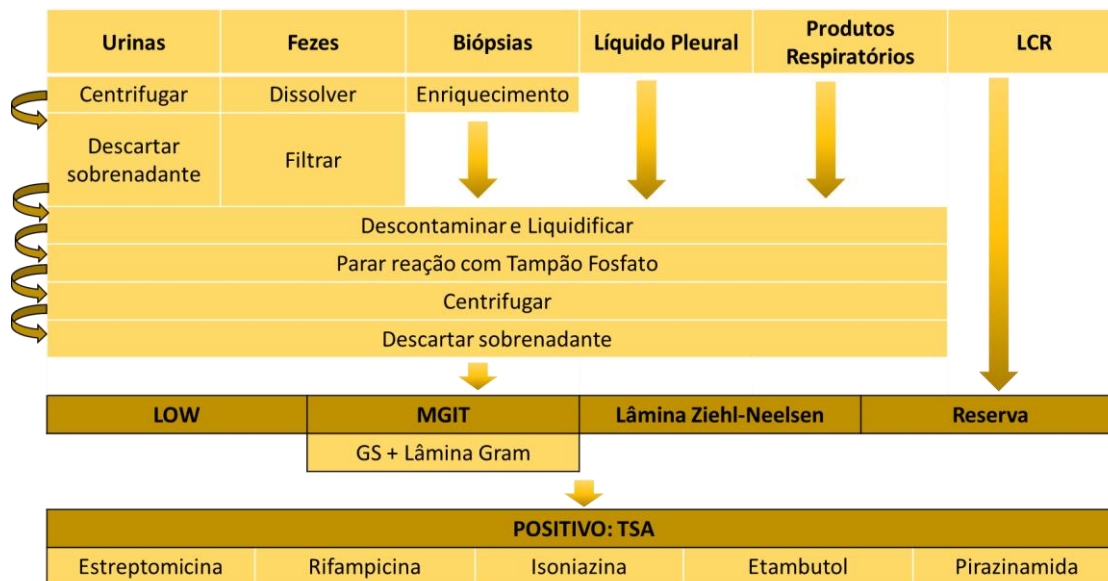 Urinas
Fezes
Biópsias
Líquido Pleural
Produtos
Respiratórios
LCR
Centrifugar
Dissolver
Enriquecimento
Descartar
sobrenadante
Filtrar
Descontaminar e Liquidificar
Parar reação com Tampão Fosfato
Centrifugar
Descartar sobrenadante
LOW
MGIT
Lâmina Ziehl-Neelsen
Reserva
GS + Lâmina Gram
POSITIVO: TSA
Estreptomicina
Rifampicina
Isoniazina
Etambutol
Pirazinamida